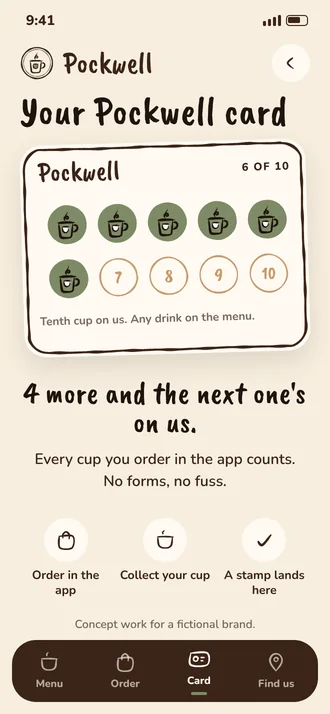 9:41
Pockwell
Your Pockwell card
Pockwell
6 OF 10
7 8 9 10
Tenth cup on us. Any drink on the menu.
4 more and the next one's
on us.
Every cup you order in the app counts.
No forms, no fuss.
Order in the
app
Collect your cup
A stamp lands
here
Concept work for a fictional brand.
Menu
Order
Card
Find us